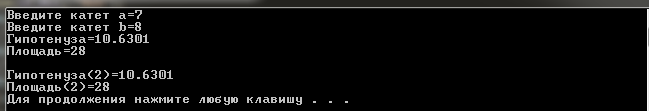 Введите катет a=7
Введите катет b=8
Гипотенуза=10.6301
Площадь=28
Гипотенуза(2)=10.6301
Площадь(2)=28
Для продолжения нажмите любую клавишу . . .